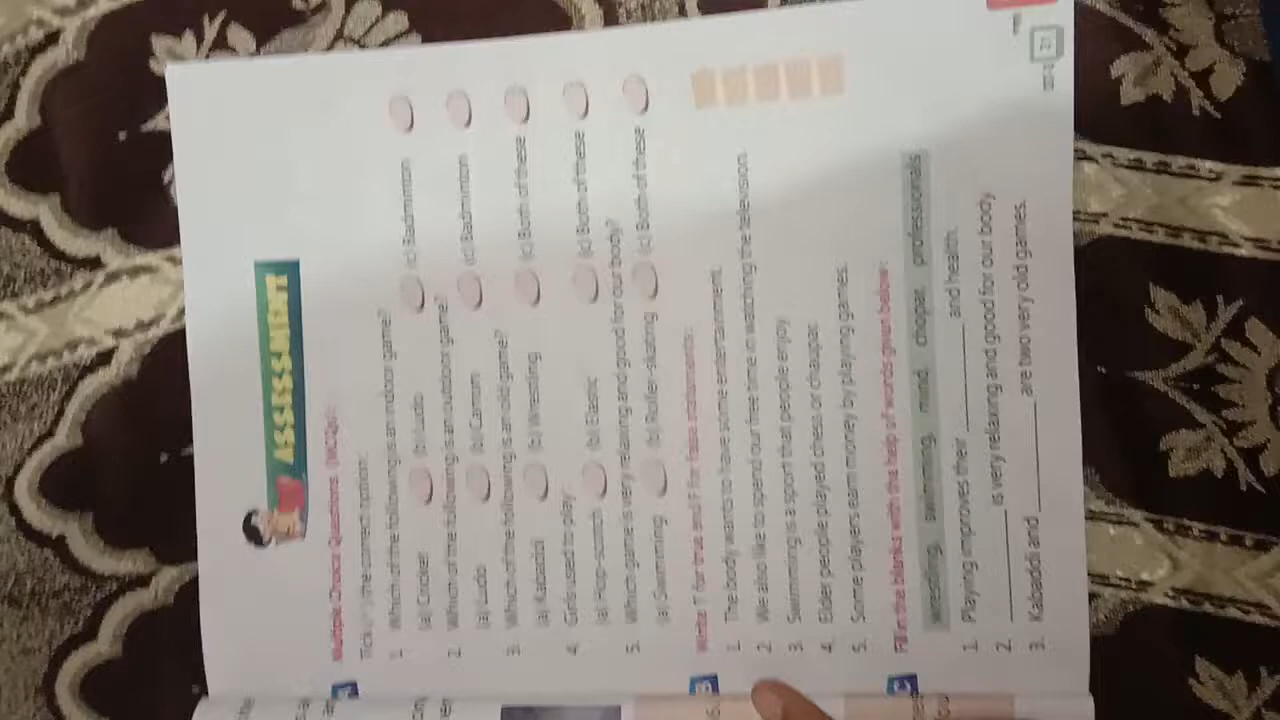 ASSESSMENT
A Multiple Choice Questions (MCQs):
Tick (✓) the correct option:
1. Which of the following is an indoor game?
(a) Cricket (b) Ludo (c) Badminton
2. Which of the following is an outdoor game?
(a) Ludo (b) Carrom (c) Badminton
3. Which of the following is an old game?
(a) Kabaddi (b) Wrestling (c) Both of these
4. Girls used to play:
(a) Hop-scotch (b) Elastic (c) Both of these
5. Which game is very relaxing and good for our body?
(a) Swimming (b) Roller-skating (c) Both of these
B Write T for true and F for false statements:
1. The body wants to have some entertainment.
2. We also like to spend our free time in watching the television.
3. Swimming is a sport that people enjoy.
4. Elder people played chess or chaupar.
5. Some players earn money by playing games.
C Fill in the blanks with the help of words given below:
wrestling, swimming, mind, chopar, professionals
1. Playing improves their ________ and health.
2. ________ is very relaxing and good for our body
3. Kabaddi and ________ are two very old games.